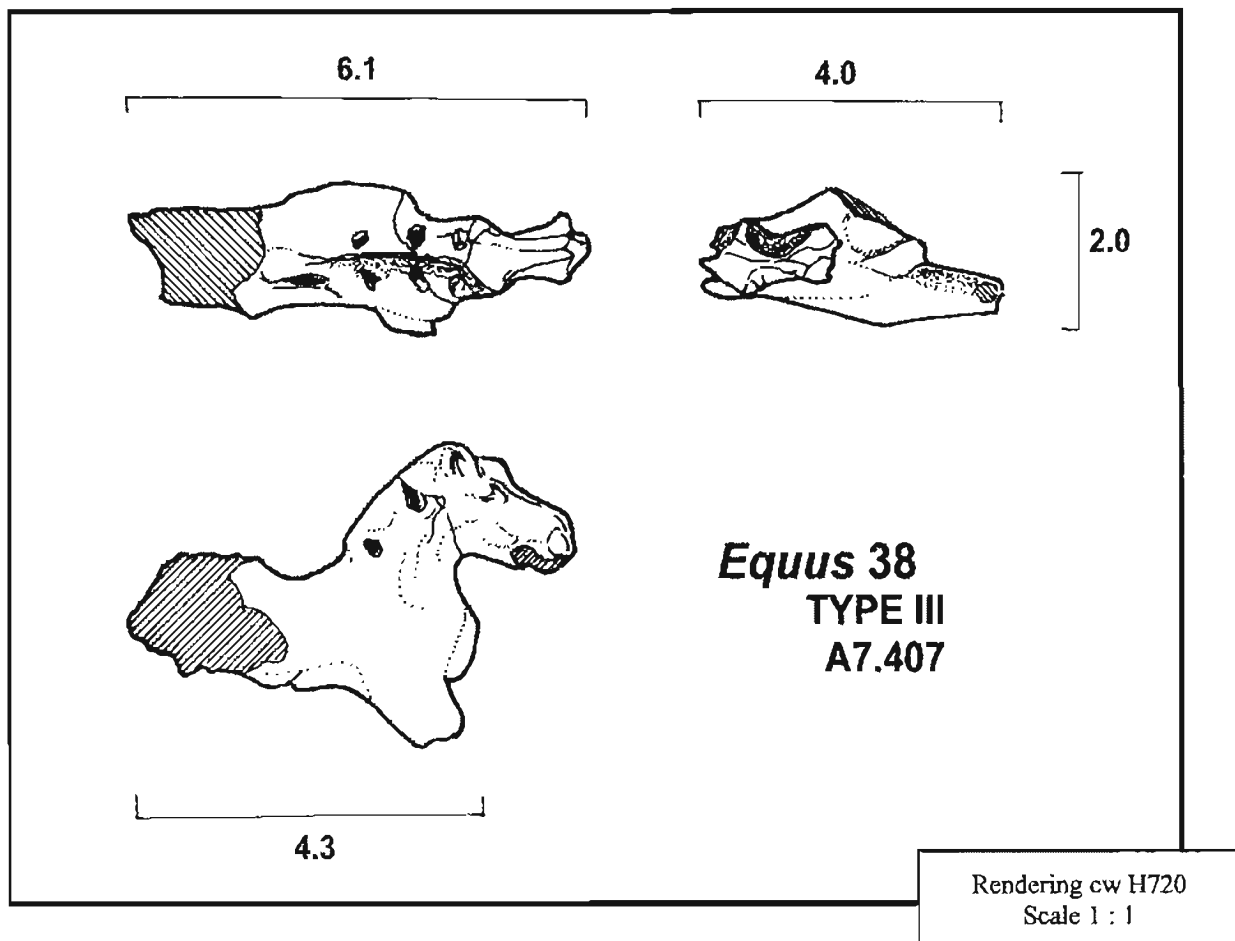 6.1
4.0
2.0
Equus 38
TYPE III
A7.407
4.3
Rendering cw H720
Scale 1 : 1